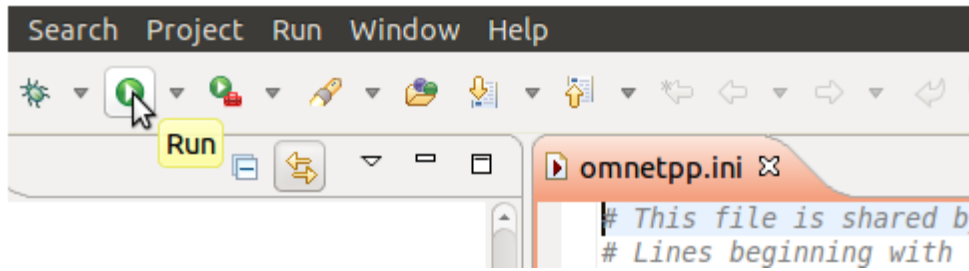 Search Project Run Window Help
Run
omnetpp.ini
# This file is shared b
# Lines beginning with